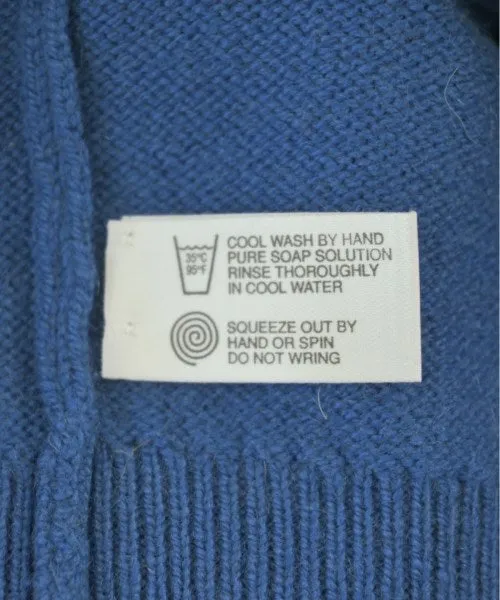 35°C
95°F
COOL WASH BY HAND
PURE SOAP SOLUTION
RINSE THOROUGHLY
IN COOL WATER
SQUEEZE OUT BY
HAND OR SPIN
DO NOT WRING